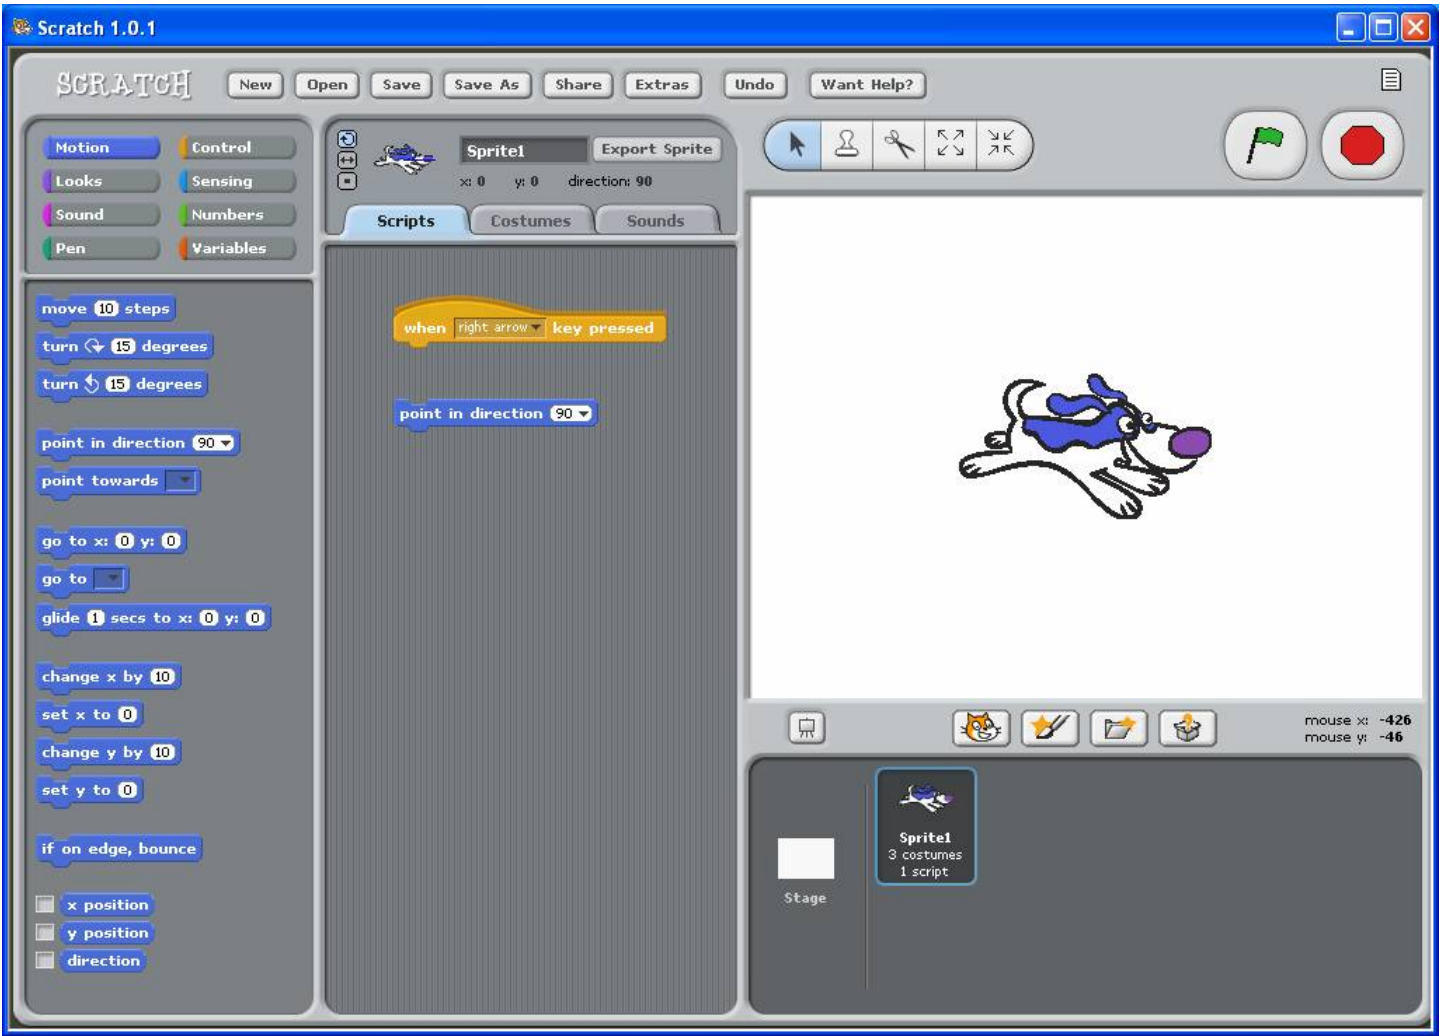 Scratch 1.0.1
SCRATCH New Open Save Save As Share Extras Undo Want Help?
Motion Control
Looks Sensing
Sound Numbers
Pen Variables
move 10 steps
turn 15 degrees
turn 15 degrees
point in direction 90
point towards
go to x: 0 y: 0
go to
glide 1 secs to x: 0 y: 0
change x by 10
set x to 0
change y by 10
set y to 0
if on edge, bounce
x position
y position
direction
Sprite1 Export Sprite
x: 0 y: 0 direction: 90
Scripts Costumes Sounds
when right arrow key pressed
point in direction 90
mouse x: -426
mouse y: -46
Stage
Sprite1
3 costumes
1 script